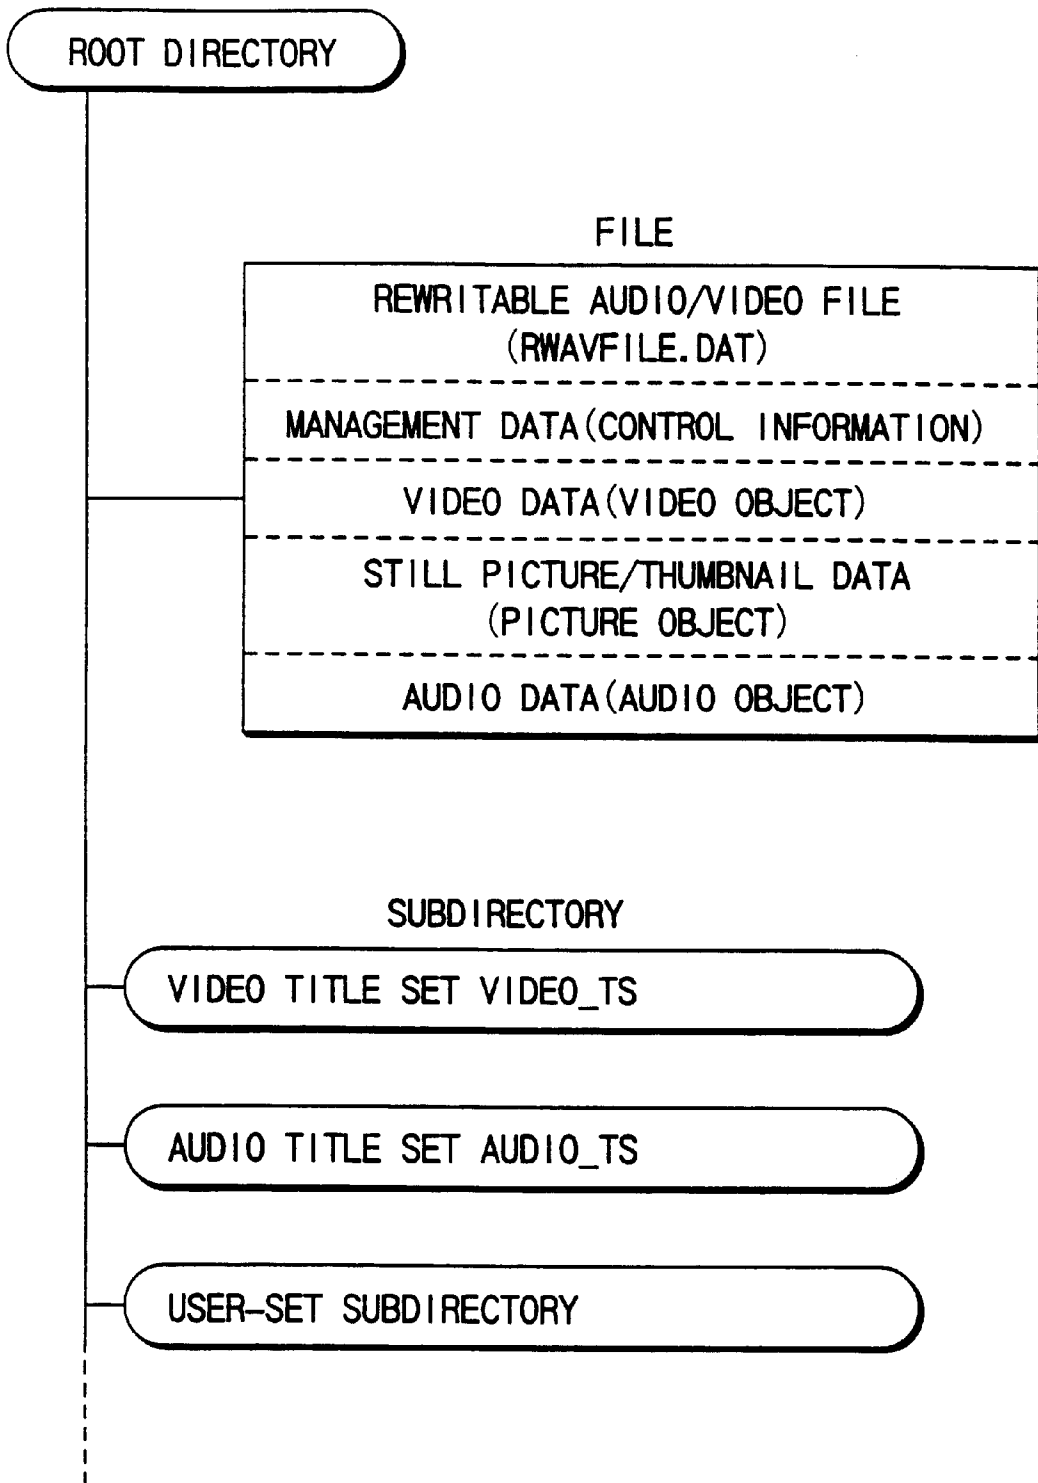 ROOT DIRECTORY
FILE
REWRITABLE AUDIO/VIDEO FILE
(RWAVFILE.DAT)
MANAGEMENT DATA(CONTROL INFORMATION)
VIDEO DATA(VIDEO OBJECT)
STILL PICTURE/THUMBNAIL DATA
(PICTURE OBJECT)
AUDIO DATA(AUDIO OBJECT)
SUBDIRECTORY
VIDEO TITLE SET VIDEO_TS
AUDIO TITLE SET AUDIO_TS
USER-SET SUBDIRECTORY